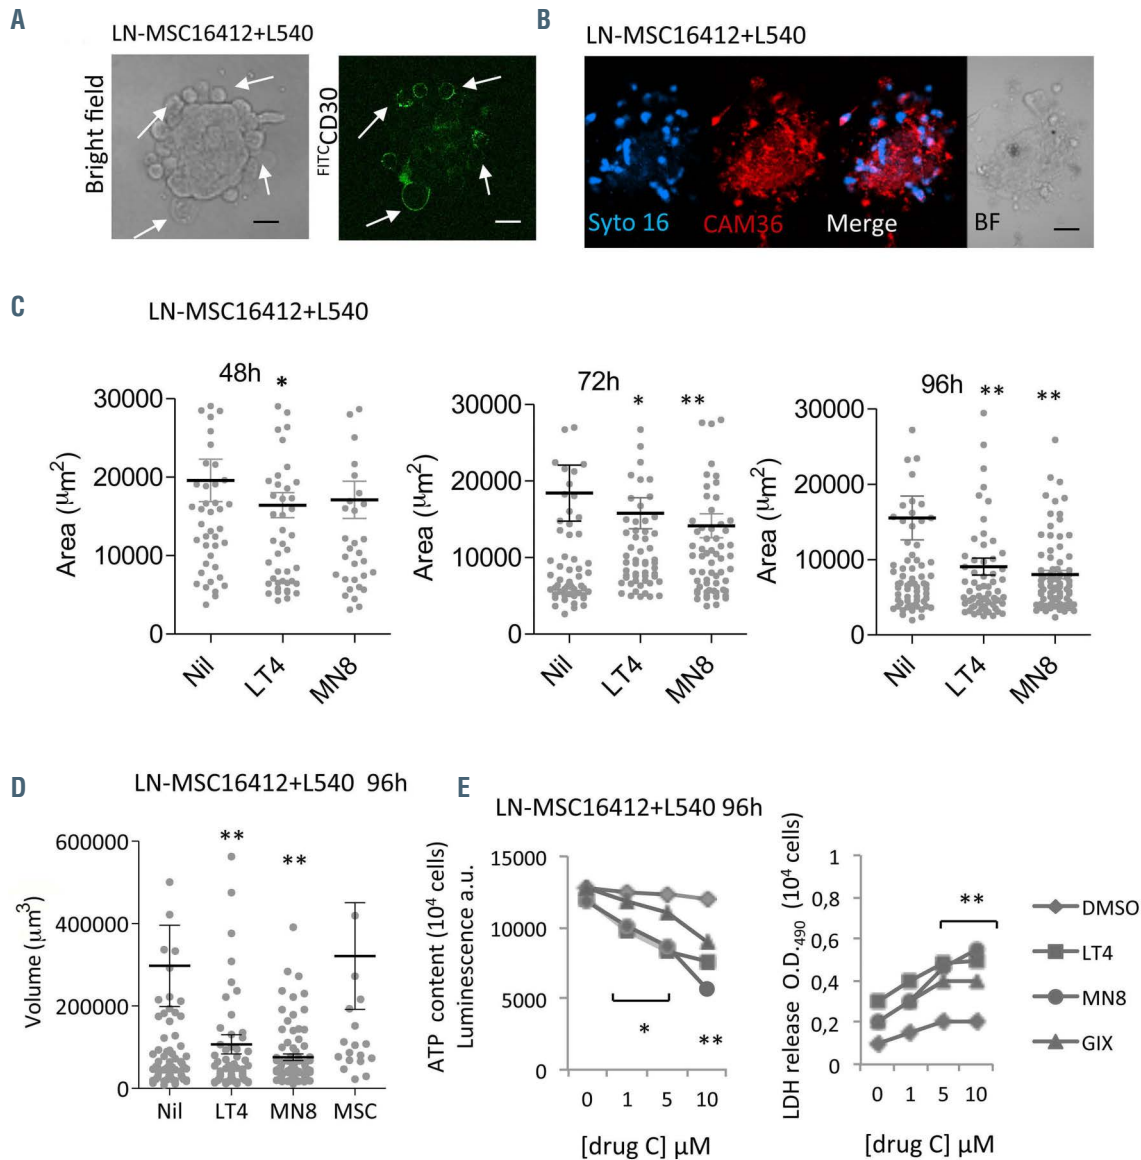 A
LN-MSC16412+L540
Bright field
FITCCD30
B
LN-MSC16412+L540
Syto 16
CAM36
Merge
BF
C
LN-MSC16412+L540
48h
*
Area (µm²)
30000
20000
10000
0
Nil
LT4
MN8
72h
*
**
Area (µm²)
30000
20000
10000
0
Nil
LT4
MN8
96h
**
**
Area (µm²)
30000
20000
10000
0
Nil
LT4
MN8
D
LN-MSC16412+L540 96h
**
**
Volume (µm³)
600000
400000
200000
0
Nil
LT4
MN8
MSC
E
LN-MSC16412+L540 96h
ATP content (10⁴ cells)
Luminescence a.u.
15000
10000
5000
0
*
**
0
1
5
10
[drug C] µM
LDH release O.D.₄₉₀ (10⁴ cells)
1
0,8
0,6
0,4
0,2
0
**
0
1
5
10
[drug C] µM
DMSO
LT4
MN8
GIX